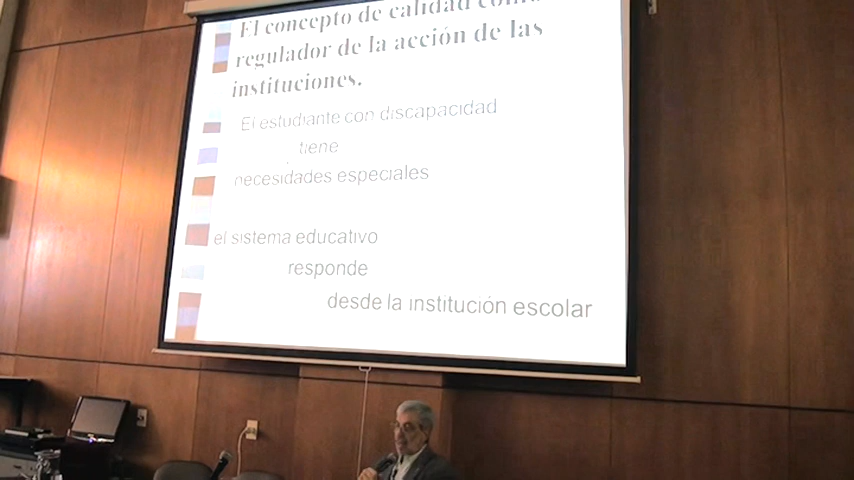 El concepto de calidad como
regulador de la acción de las
instituciones.
El estudiante con discapacidad
tiene
necesidades especiales
el sistema educativo
responde
desde la institución escolar